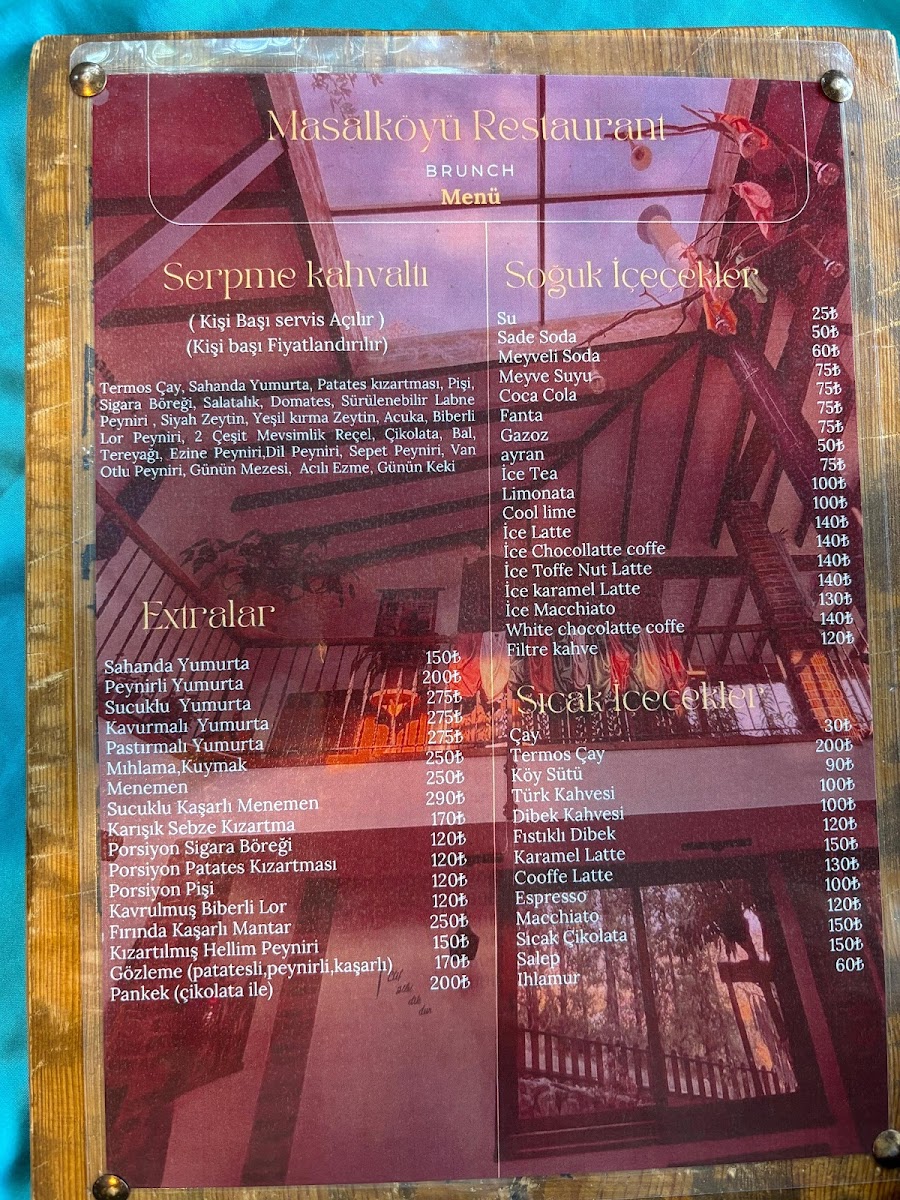 Masalköyü Restaurant
BRUNCH
Menü
Serpme kahvaltı
( Kişi Başı servis Açılır )
(Kişi başı Fiyatlandırılır)
Termos Çay, Sahanda Yumurta, Patates kızartması, Pişi,
Sigara Böreği, Salatalık, Domates, Sürülenebilir Labne
Peyniri , Siyah Zeytin, Yeşil kırma Zeytin, Acuka, Biberli
Lor Peyniri, 2 Çeşit Mevsimlik Reçel, Çikolata, Bal,
Tereyağı, Ezine Peyniri,Dil Peyniri, Sepet Peyniri, Van
Otlu Peyniri, Günün Mezesi, Acılı Ezme, Günün Keki
Extralar
Sahanda Yumurta 150₺
Peynirli Yumurta 200₺
Sucuklu Yumurta 275₺
Kavurmalı Yumurta 275₺
Pastırmalı Yumurta 275₺
Mıhlama,Kuymak 250₺
Menemen 250₺
Sucuklu Kaşarlı Menemen 290₺
Karışık Sebze Kızartma 170₺
Porsiyon Sigara Böreği 120₺
Porsiyon Patates Kızartması 120₺
Porsiyon Pişi 120₺
Kavrulmuş Biberli Lor 120₺
Fırında Kaşarlı Mantar 250₺
Kızartılmış Hellim Peyniri 150₺
Gözleme (patatesli,peynirli,kaşarlı) 170₺
Pankek (çikolata ile) 200₺
dik
dur
Soğuk İçeçekler
Su 25₺
Sade Soda 50₺
Meyveli Soda 60₺
Meyve Suyu 75₺
Coca Cola 75₺
Fanta 75₺
Gazoz 75₺
ayran 50₺
İce Tea 75₺
Limonata 100₺
Cool lime 100₺
İce Latte 140₺
İce Chocollatte coffe 140₺
İce Toffe Nut Latte 140₺
İce karamel Latte 140₺
İce Macchiato 130₺
White chocolatte coffe 140₺
Filtre kahve 120₺
Sıcak İcecekler
Çay 30₺
Termos Çay 200₺
Köy Sütü 90₺
Türk Kahvesi 100₺
Dibek Kahvesi 100₺
Fıstıklı Dibek 120₺
Karamel Latte 150₺
Cooffe Latte 130₺
Espresso 100₺
Macchiato 120₺
Sıcak Çikolata 150₺
Salep 150₺
Ihlamur 60₺